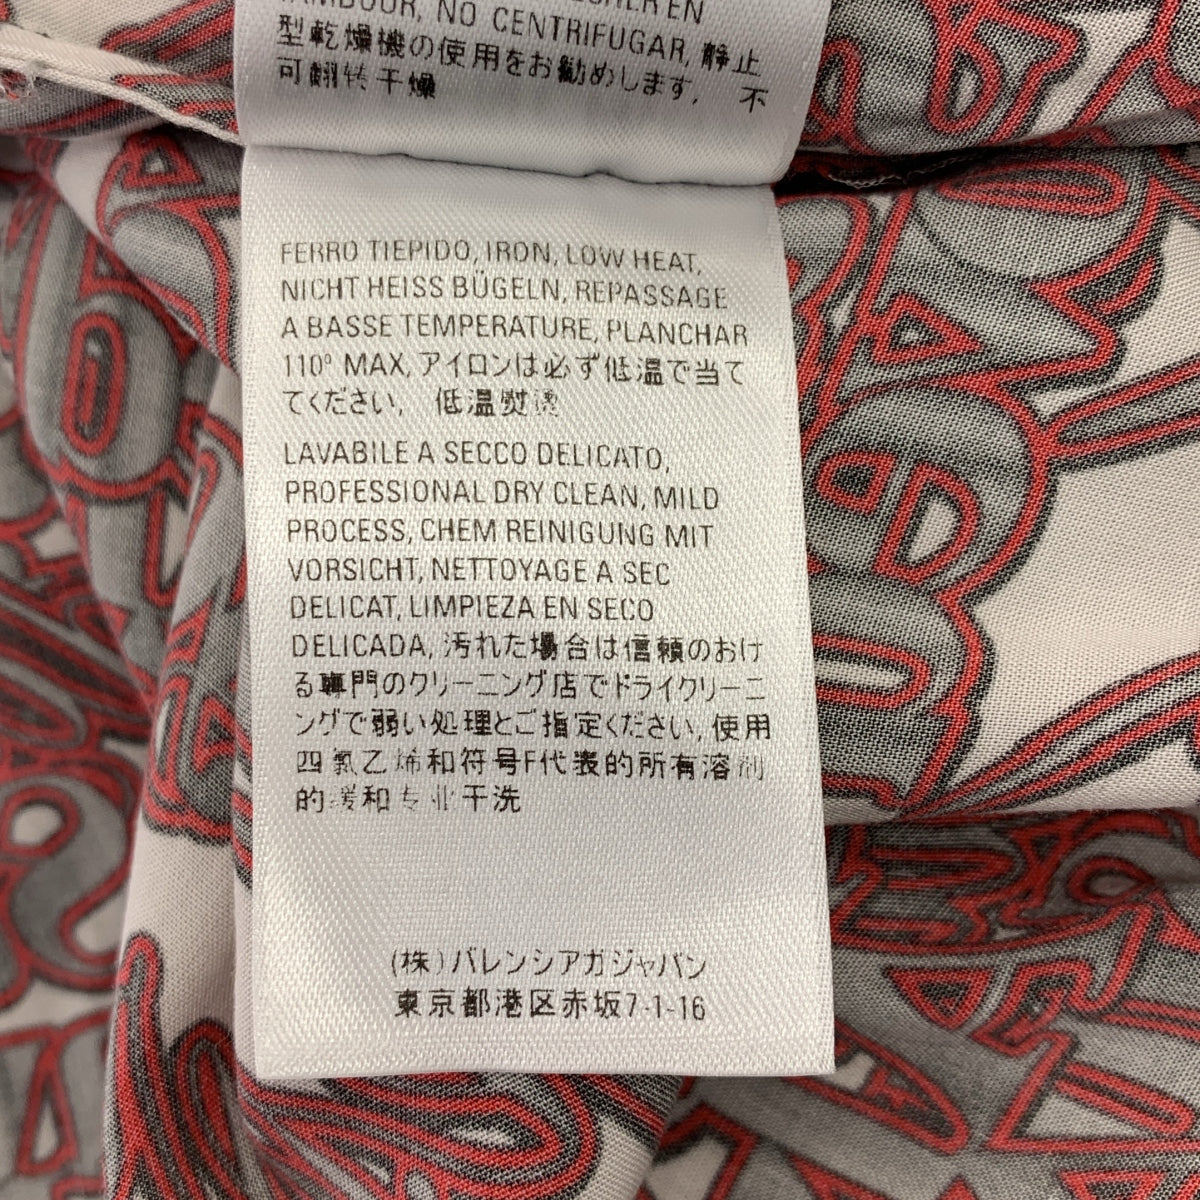 TAMBOUR, NO CENTRIFUGAR, 静止
型乾燥機の使用をお勧めします, 不
可翻转干燥
FERRO TIEPIDO, IRON, LOW HEAT,
NICHT HEISS BÜGELN, REPASSAGE
A BASSE TEMPERATURE, PLANCHAR
110º MAX, アイロンは必ず低温で当て
てください, 低温熨烫
LAVABILE A SECCO DELICATO,
PROFESSIONAL DRY CLEAN, MILD
PROCESS, CHEM REINIGUNG MIT
VORSICHT, NETTOYAGE A SEC
DELICAT, LIMPIEZA EN SECO
DELICADA, 汚れた場合は信頼のおけ
る専門のクリーニング店でドライクリーニ
ングで弱い処理とご指定ください, 使用
四氯乙烯和符号F代表的所有溶剂
的缓和专业干洗
(株)バレンシアガジャパン
東京都港区赤坂7-1-16